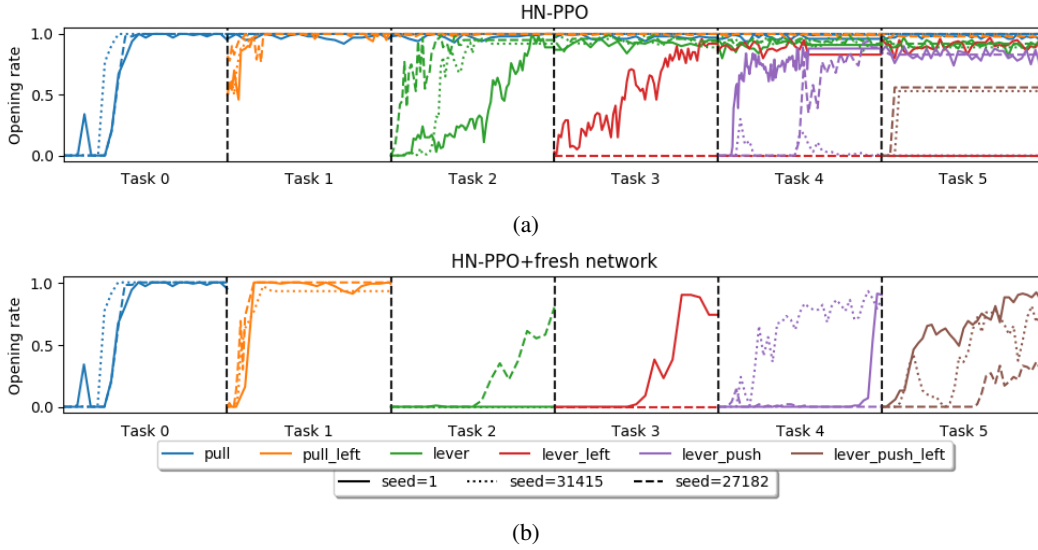 HN-PPO
Opening rate
1.0
0.5
0.0
Task 0 Task 1 Task 2 Task 3 Task 4 Task 5
(a)
HN-PPO+fresh network
Opening rate
1.0
0.5
0.0
Task 0 Task 1 Task 2 Task 3 Task 4 Task 5
pull pull_left lever lever_left lever_push lever_push_left
seed=1 seed=31415 seed=27182
(b)